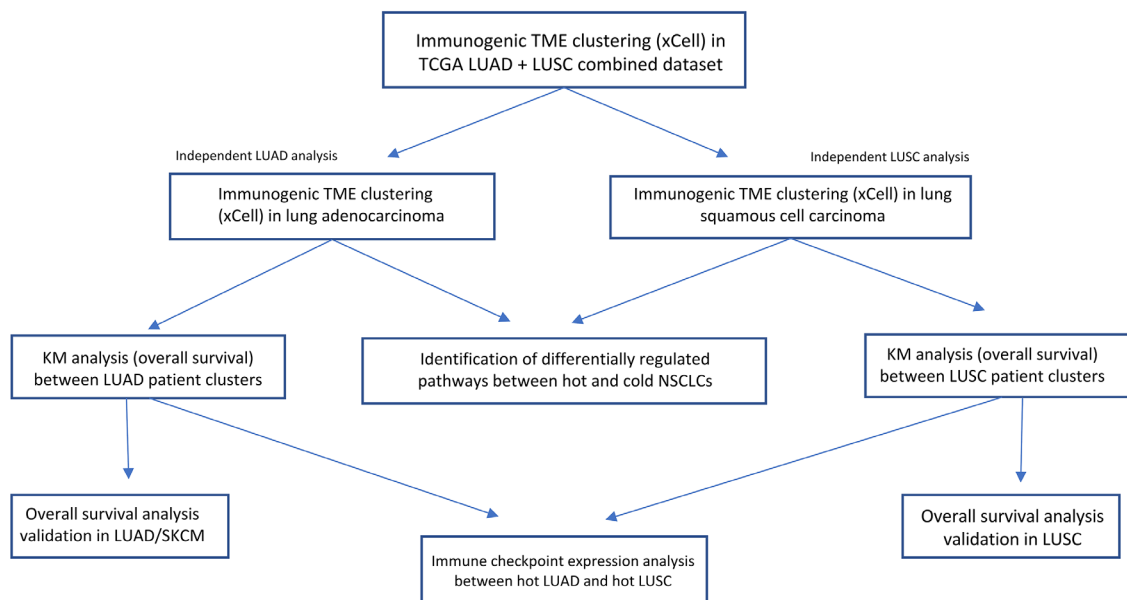 Immunogenic TME clustering (xCell) in
TCGA LUAD + LUSC combined dataset
Independent LUAD analysis
Independent LUSC analysis
Immunogenic TME clustering
(xCell) in lung adenocarcinoma
Immunogenic TME clustering (xCell) in lung
squamous cell carcinoma
KM analysis (overall survival)
between LUAD patient clusters
Identification of differentially regulated
pathways between hot and cold NSCLCs
KM analysis (overall survival)
between LUSC patient clusters
Overall survival analysis
validation in LUAD/SKCM
Immune checkpoint expression analysis
between hot LUAD and hot LUSC
Overall survival analysis
validation in LUSC